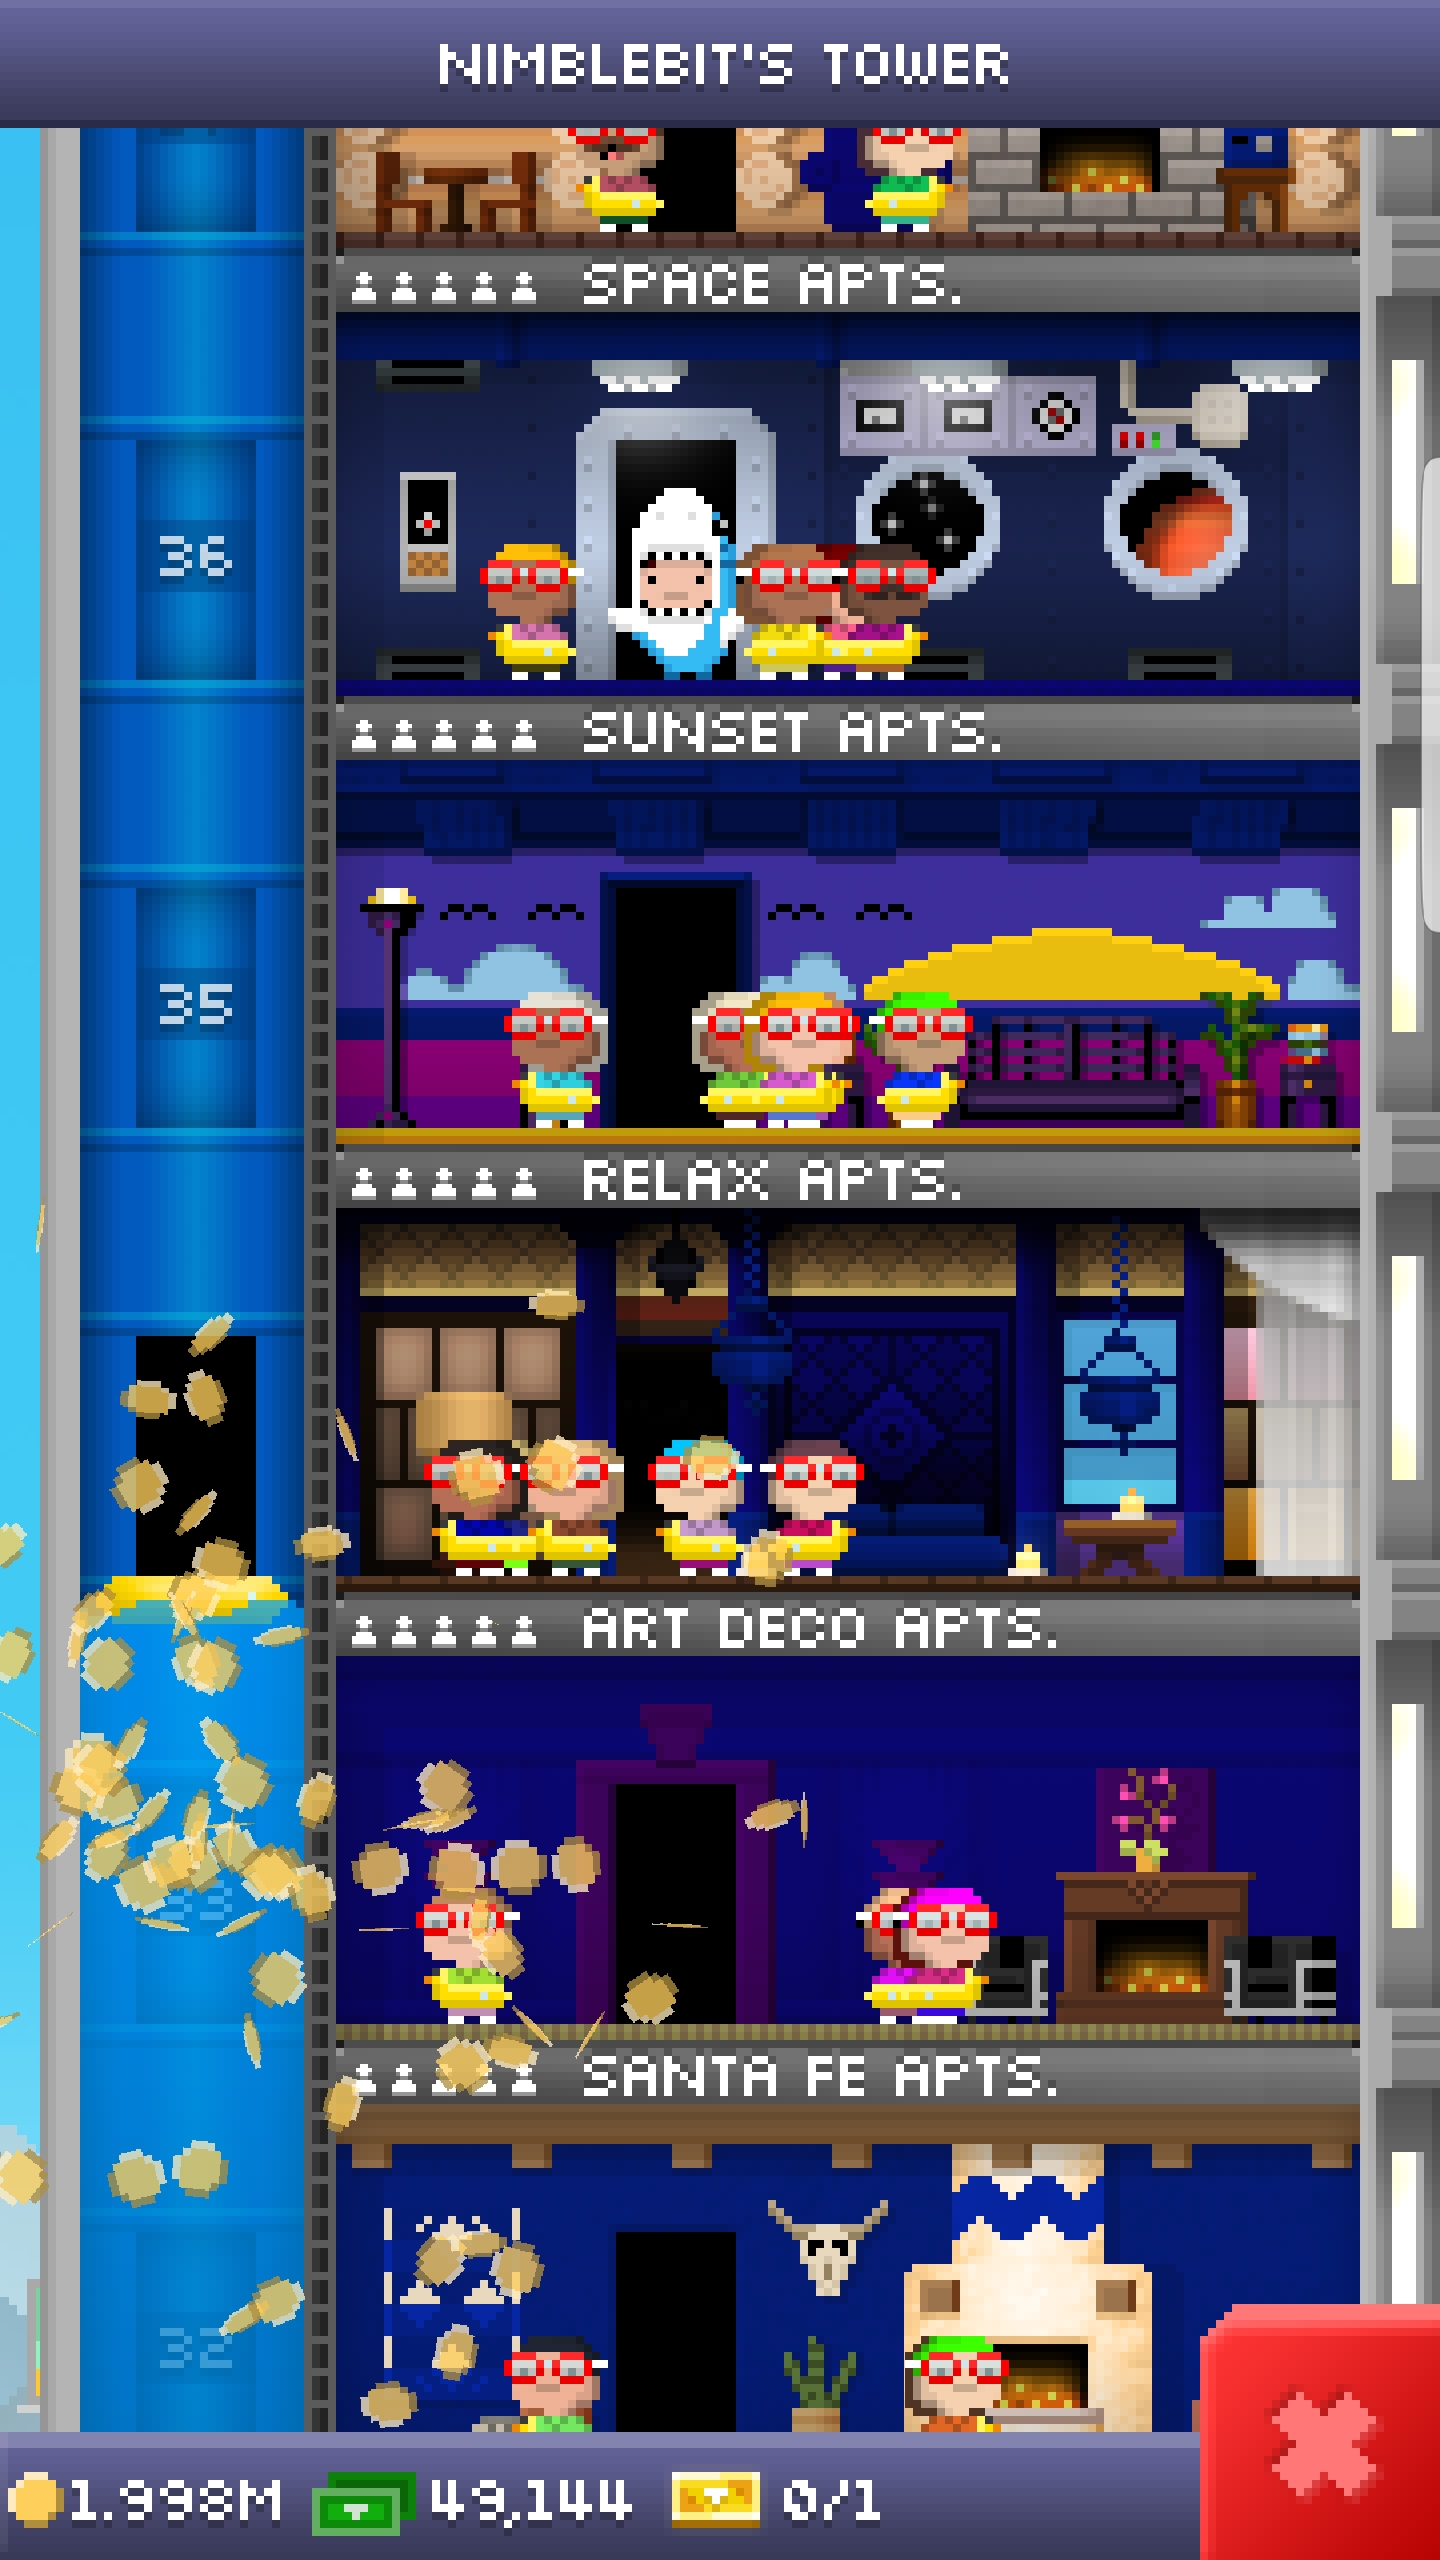 NIMBLEBIT'S TOWER
SPACE APTS.
36
SUNSET APTS.
35
RELAX APTS.
ART DECO APTS.
33
SANTA FE APTS.
32
1.998M 49,144 0/1